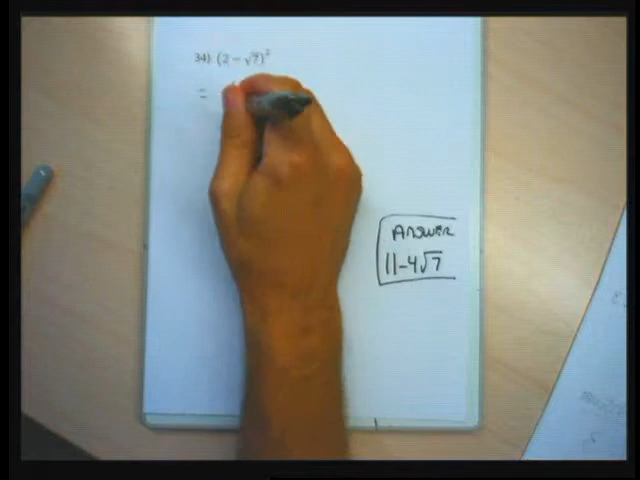 34) (2 − √7)²
=
Answer
11-4√7